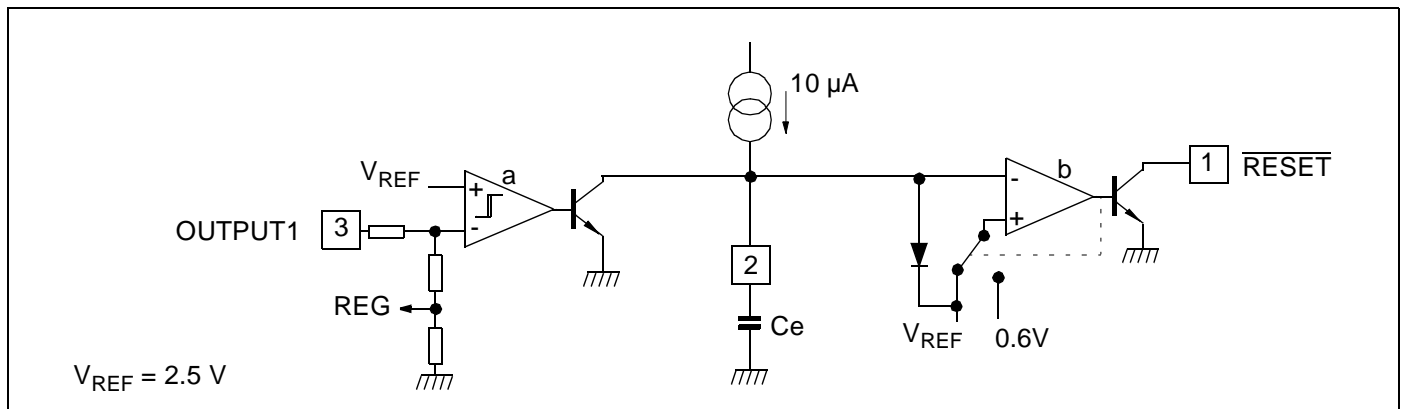 10 µA
V_REF
+
a
-
OUTPUT1
3
REG
V_REF = 2.5 V
2
Ce
-
b
+
1
RESET
V_REF
0.6V